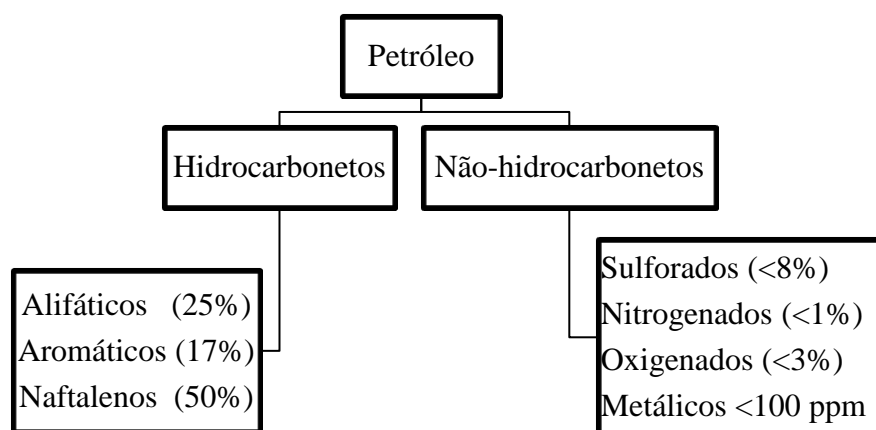 Petróleo
Hidrocarbonetos
Não-hidrocarbonetos
Alifáticos (25%)
Aromáticos (17%)
Naftalenos (50%)
Sulforados (<8%)
Nitrogenados (<1%)
Oxigenados (<3%)
Metálicos <100 ppm